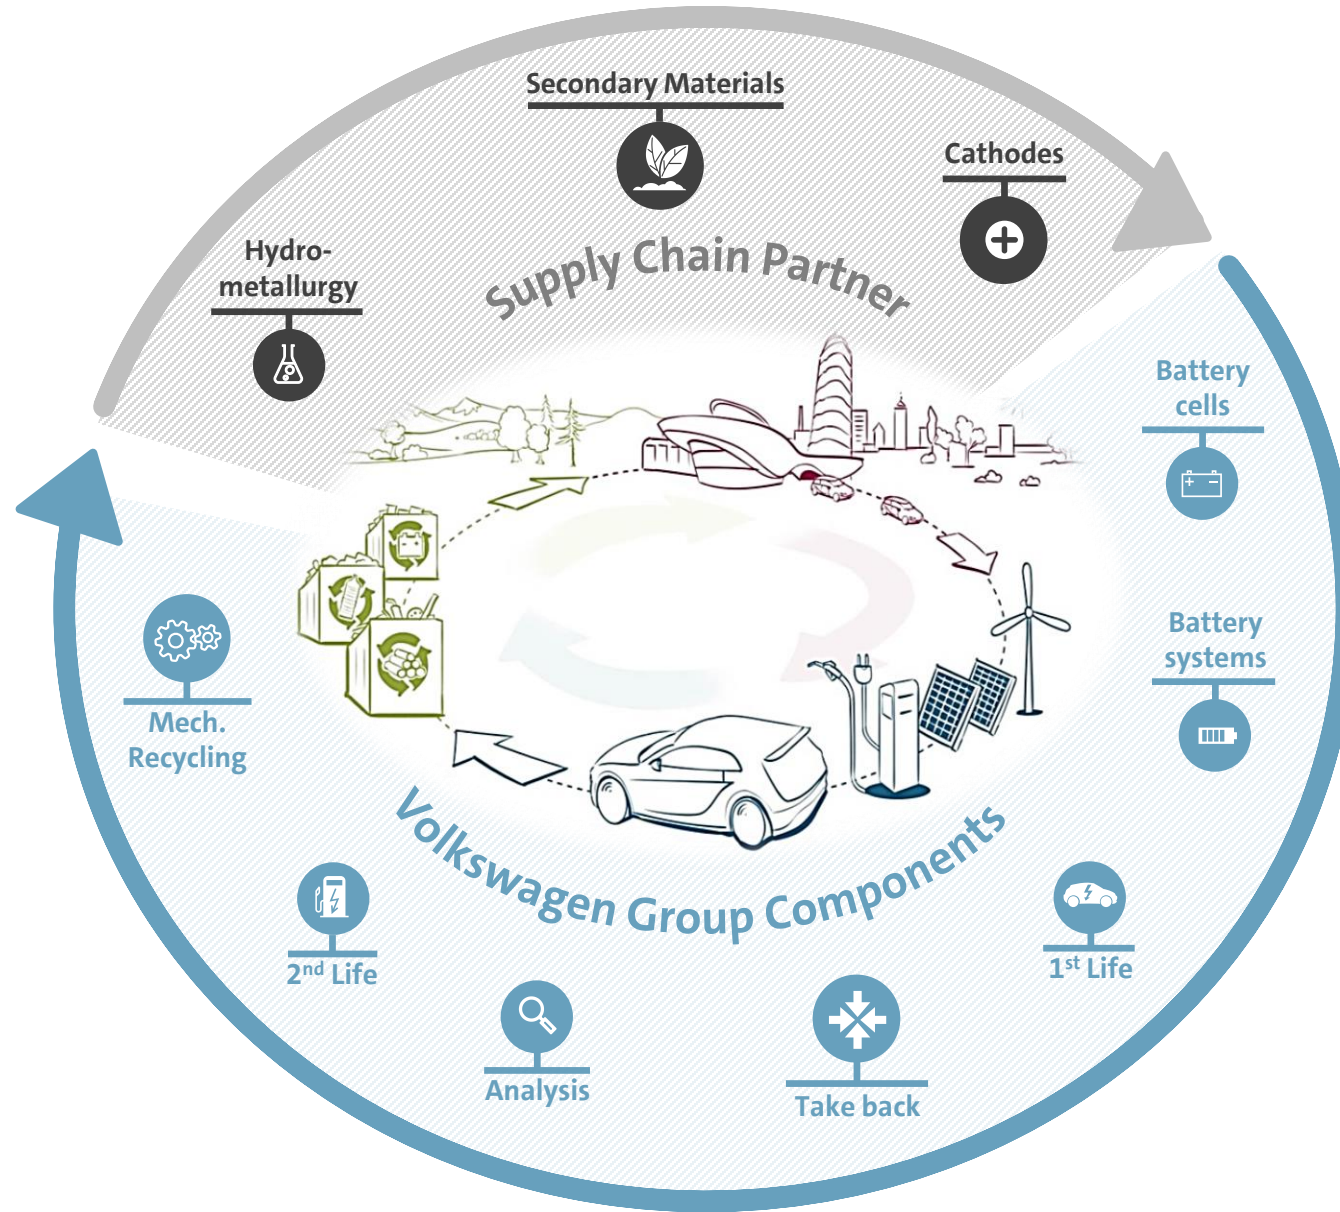 Secondary Materials
Cathodes
Hydro-
metallurgy
Supply Chain Partner
Battery
cells
Battery
systems
Mech.
Recycling
Volkswagen Group Components
2nd Life
1st Life
Analysis
Take back